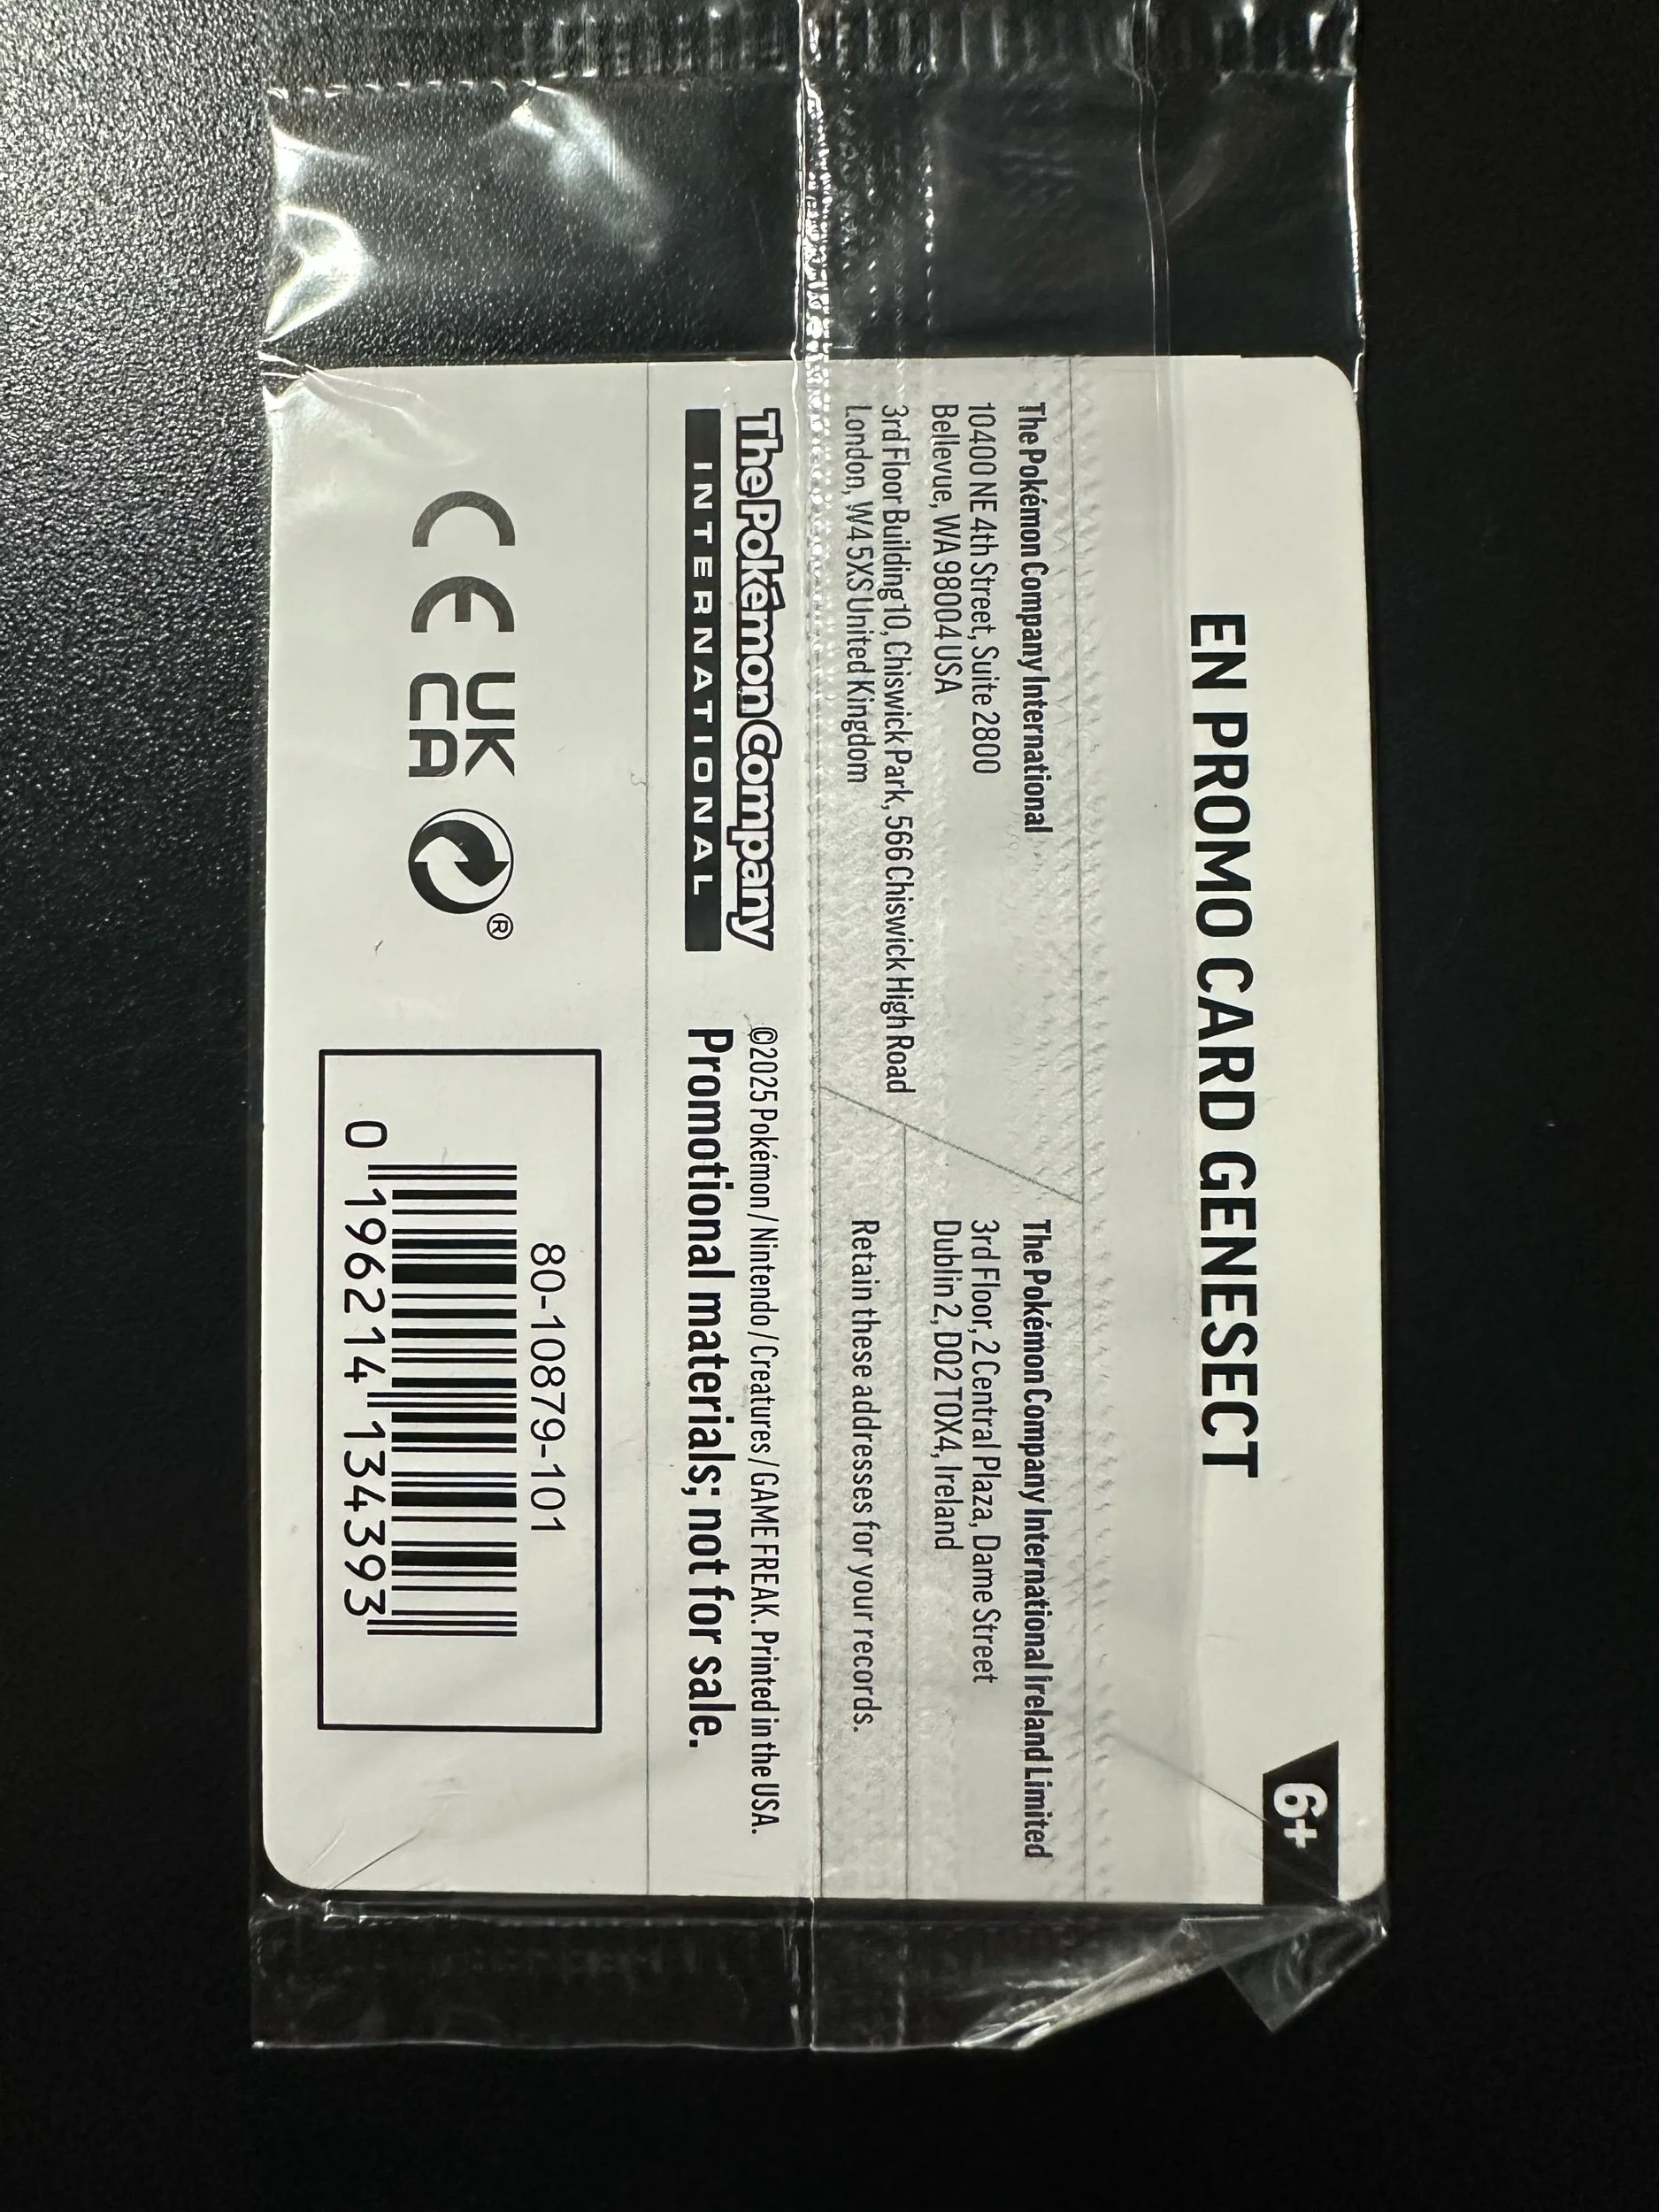 6+
EN PROMO CARD GENESECT
The Pokémon Company International
10400 NE 4th Street, Suite 2800
Bellevue, WA 98004 USA
3rd Floor Building 10, Chiswick Park, 566 Chiswick High Road
London, W4 5XS United Kingdom
The Pokémon Company International Ireland Limited
3rd Floor, 2 Central Plaza, Dame Street
Dublin 2, D02 T0X4, Ireland
Retain these addresses for your records.
The Pokémon Company
INTERNATIONAL
©2025 Pokémon / Nintendo / Creatures / GAME FREAK. Printed in the USA.
Promotional materials; not for sale.
CE
UK
CA
®
80-10879-101
0 196214 134393